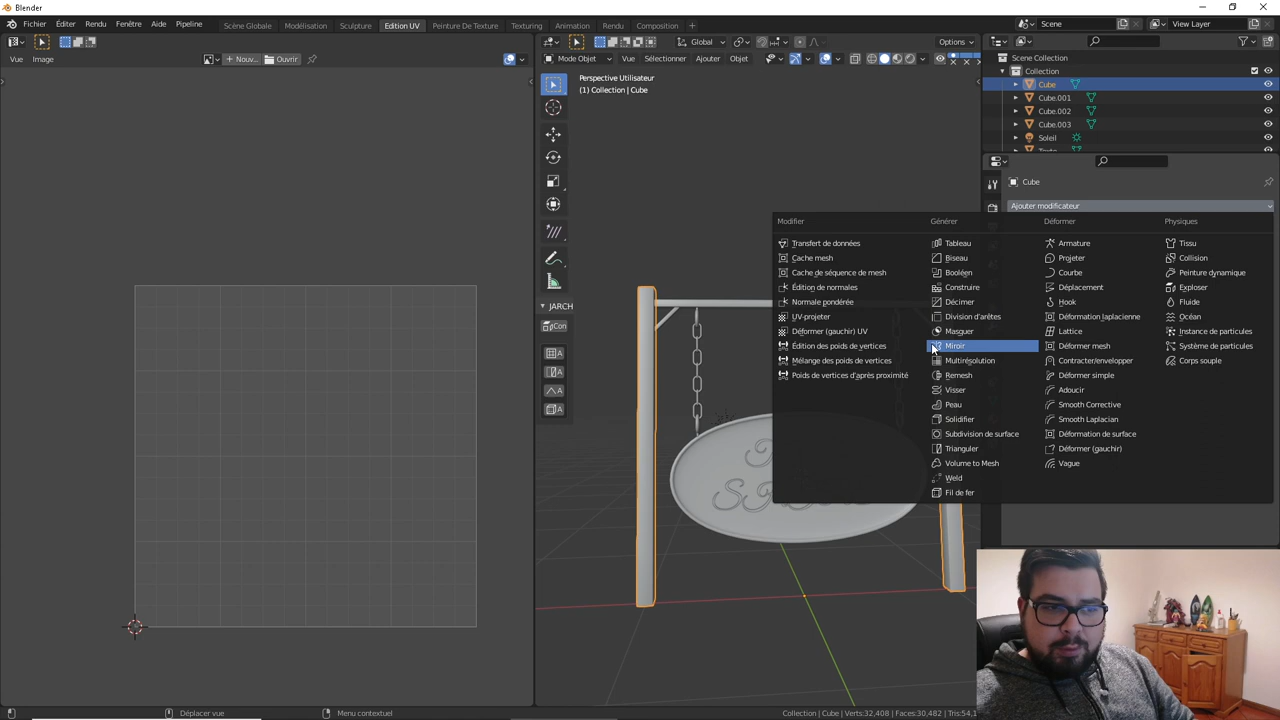 Blender
Fichier Éditer Rendu Fenêtre Aide Pipeline
Scène Globale Modélisation Sculpture Edition UV Peinture De Texture Texturing Animation Rendu Composition +
Scene View Layer
Vue Image
+ Nouv... Ouvrir
Global
Options
Mode Objet Vue Sélectionner Ajouter Objet
Perspective Utilisateur
(1) Collection | Cube
Scene Collection
Collection
Cube
Cube.001
Cube.002
Cube.003
Soleil
Texte
Cube
Ajouter modificateur
Modifier
Transfert de données
Cache mesh
Cache de séquence de mesh
Édition de normales
Normale pondérée
UV-projeter
Déformer (gauchir) UV
Édition des poids de vertices
Mélange des poids de vertices
Poids de vertices d'après proximité
Générer
Tableau
Biseau
Booléen
Construire
Décimer
Division d'arêtes
Masquer
Miroir
Multirésolution
Remesh
Visser
Peau
Solidifier
Subdivision de surface
Trianguler
Volume to Mesh
Weld
Fil de fer
Déformer
Armature
Projeter
Courbe
Déplacement
Hook
Déformation laplacienne
Lattice
Déformer mesh
Contracter/envelopper
Déformer simple
Adoucir
Smooth Corrective
Smooth Laplacian
Déformation de surface
Déformer (gauchir)
Vague
Physiques
Tissu
Collision
Peinture dynamique
Exploser
Fluide
Océan
Instance de particules
Système de particules
Corps souple
JARCH
Con
A
A
A
A
Déplacer vue
Menu contextuel
Collection | Cube | Verts:32,408 | Faces:30,482 | Tris:54,1